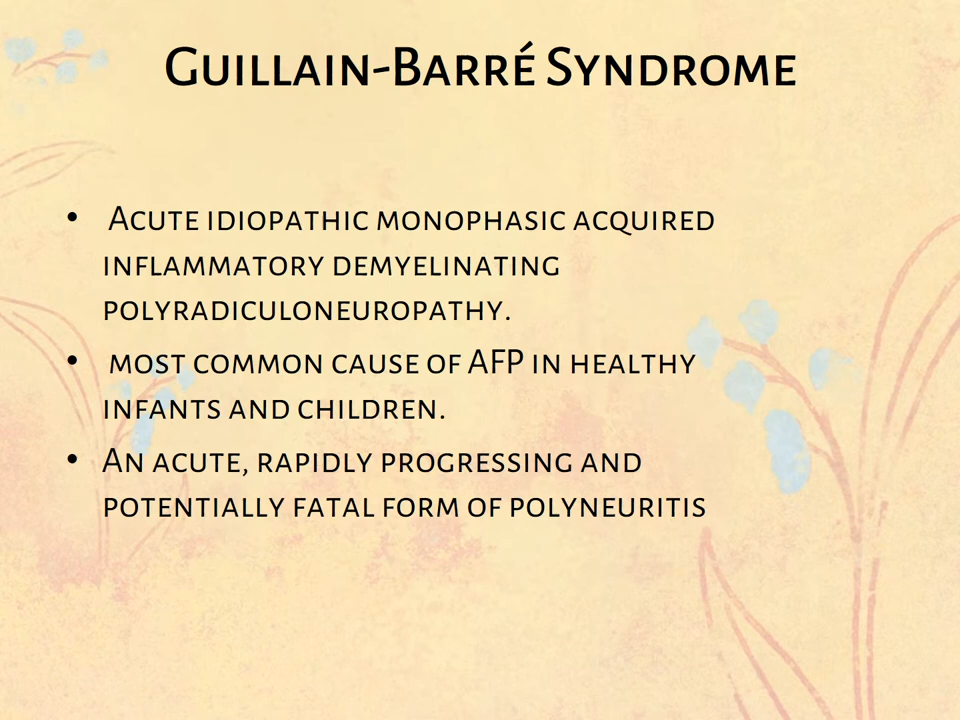 Guillain-Barré Syndrome
• Acute idiopathic monophasic acquired
inflammatory demyelinating
polyradiculoneuropathy.
• most common cause of AFP in healthy
infants and children.
• An acute, rapidly progressing and
potentially fatal form of polyneuritis